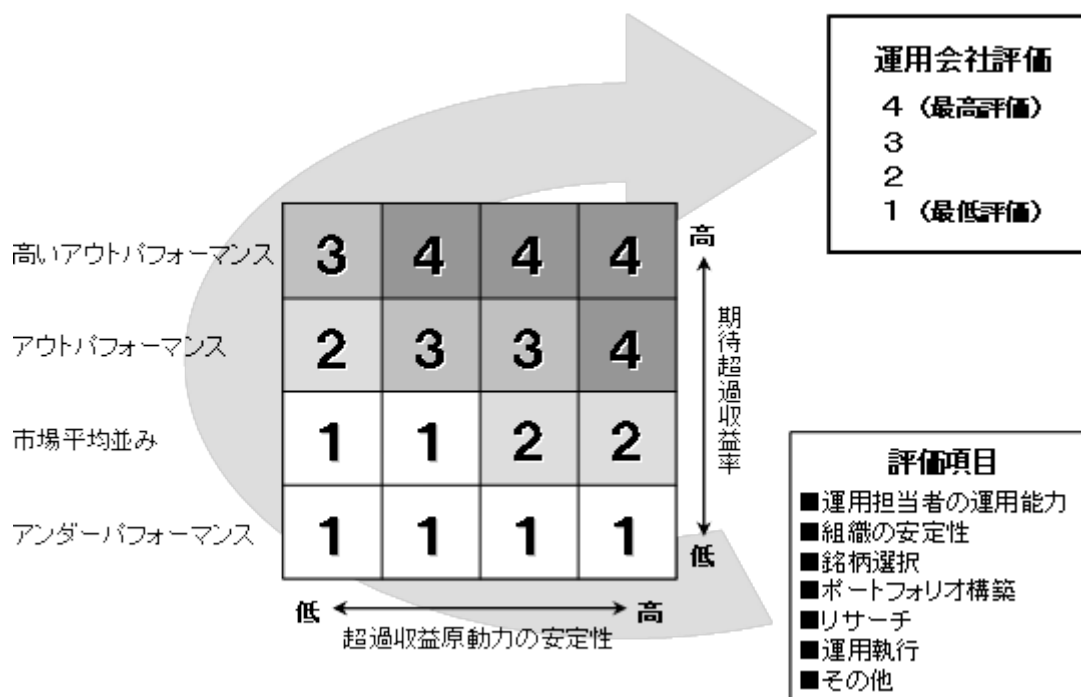 運用会社評価
4 (最高評価)
3
2
1 (最低評価)
高いアウトパフォーマンス
3 4 4 4
高
アウトパフォーマンス
2 3 3 4
期待超過収益率
市場平均並み
1 1 2 2
アンダーパフォーマンス
1 1 1 1
低
低 高
超過収益原動力の安定性
評価項目
■運用担当者の運用能力
■組織の安定性
■銘柄選択
■ポートフォリオ構築
■リサーチ
■運用執行
■その他